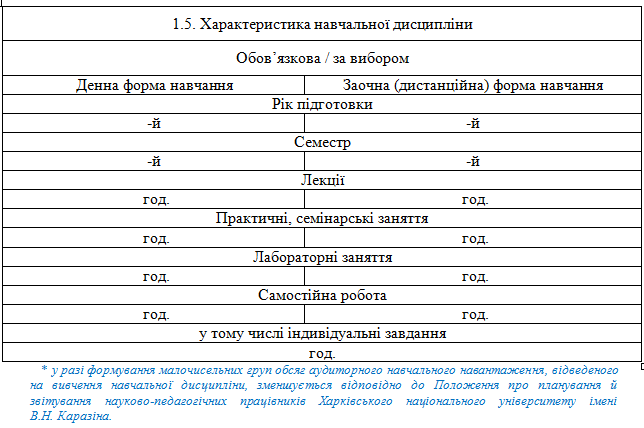 1.5. Характеристика навчальної дисципліни
Обов’язкова / за вибором
Денна форма навчання Заочна (дистанційна) форма навчання
Рік підготовки
-й -й
Семестр
-й -й
Лекції
год. год.
Практичні, семінарські заняття
год. год.
Лабораторні заняття
год. год.
Самостійна робота
год. год.
у тому числі індивідуальні завдання
год.
* у разі формування малочисельних груп обсяг аудиторного навчального навантаження, відведеного
на вивчення навчальної дисципліни, зменшується відповідно до Положення про планування й
звітування науково-педагогічних працівників Харківського національного університету імені
В.Н. Каразіна.